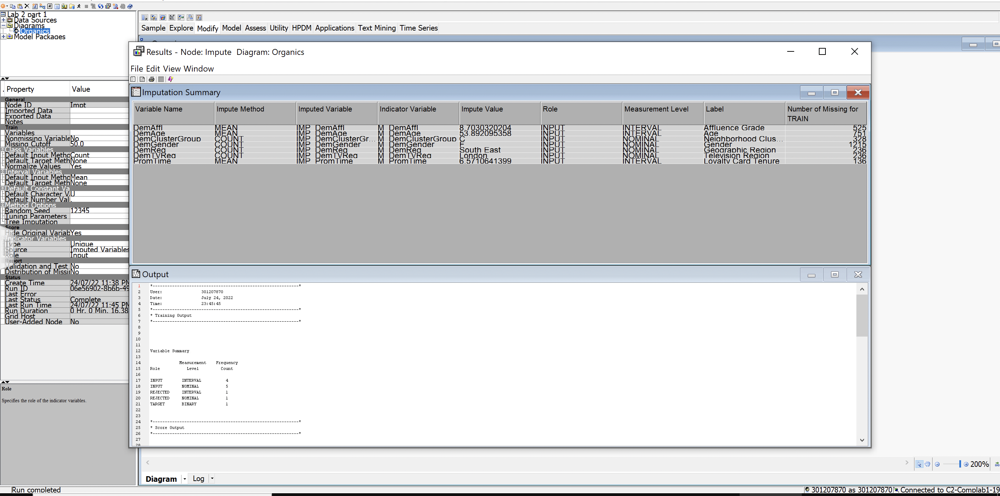 Lab 2 part 1
Data Sources
Diagrams
Organics
Model Packages
Sample Explore Modify Model Assess Utility HPDM Applications Text Mining Time Series
Results - Node: Impute Diagram: Organics
File Edit View Window
Imputation Summary
Variable Name Impute Method Imputed Variable Indicator Variable Impute Value Role Measurement Level Label Number of Missing for TRAIN
DemAffl MEAN IMP_DemAffl M_DemAffl 8.7030320204 INPUT INTERVAL Affluence Grade 525
DemAge MEAN IMP_DemAge M_DemAge 53.892095358 INPUT INTERVAL Age 751
DemClusterGroup COUNT IMP_DemClusterGr... M_DemClusterGroup C INPUT NOMINAL Neighborhood Clus... 328
DemGender COUNT IMP_DemGender M_DemGender F INPUT NOMINAL Gender 1215
DemReg COUNT IMP_DemReg M_DemReg South East INPUT NOMINAL Geographic Region 236
DemTVReg COUNT IMP_DemTVReg M_DemTVReg London INPUT NOMINAL Television Region 236
PromTime MEAN IMP_PromTime M_PromTime 6.5710641399 INPUT INTERVAL Loyalty Card Tenure 136
. Property Value
General
Node ID Impt
Imported Data
Exported Data
Notes
Train
Variables
Nonmissing Variable No
Missing Cutoff 50.0
Class Variables
Default Input Metho Count
Default Target Meth None
Normalize Values Yes
Interval Variables
Default Input Metho Mean
Default Target Meth None
Default Constant Va
Default Character V U
Default Number Val .
Method Options
Random Seed 12345
Tuning Parameters
Tree Imputation
Score
Hide Original Variab Yes
Indicator Variables
Type Unique
Source Imputed Variables
Role Input
Report
Validation and Test No
Distribution of Missi No
Status
Create Time 24/07/22 11:38 PM
Run ID 06e56902-8b6b-49
Last Error
Last Status Complete
Last Run Time 24/07/22 11:45 PM
Run Duration 0 Hr. 0 Min. 16.38
Grid Host
User-Added Node No
Role
Specifies the role of the indicator variables.
Output
1 *------------------------------------------------------------*
2 User: 301207870
3 Date: July 24, 2022
4 Time: 23:45:45
5 *------------------------------------------------------------*
6 * Training Output
7 *------------------------------------------------------------*
8
9
10
11
12 Variable Summary
13
14 Measurement Frequency
15 Role Level Count
16
17 INPUT INTERVAL 4
18 INPUT NOMINAL 5
19 REJECTED INTERVAL 1
20 REJECTED NOMINAL 1
21 TARGET BINARY 1
22
23
24 *------------------------------------------------------------*
25 * Score Output
26 *------------------------------------------------------------*
27
28
200%
Diagram Log
Run completed
301207870 as 301207870 Connected to C2-Complab1-19